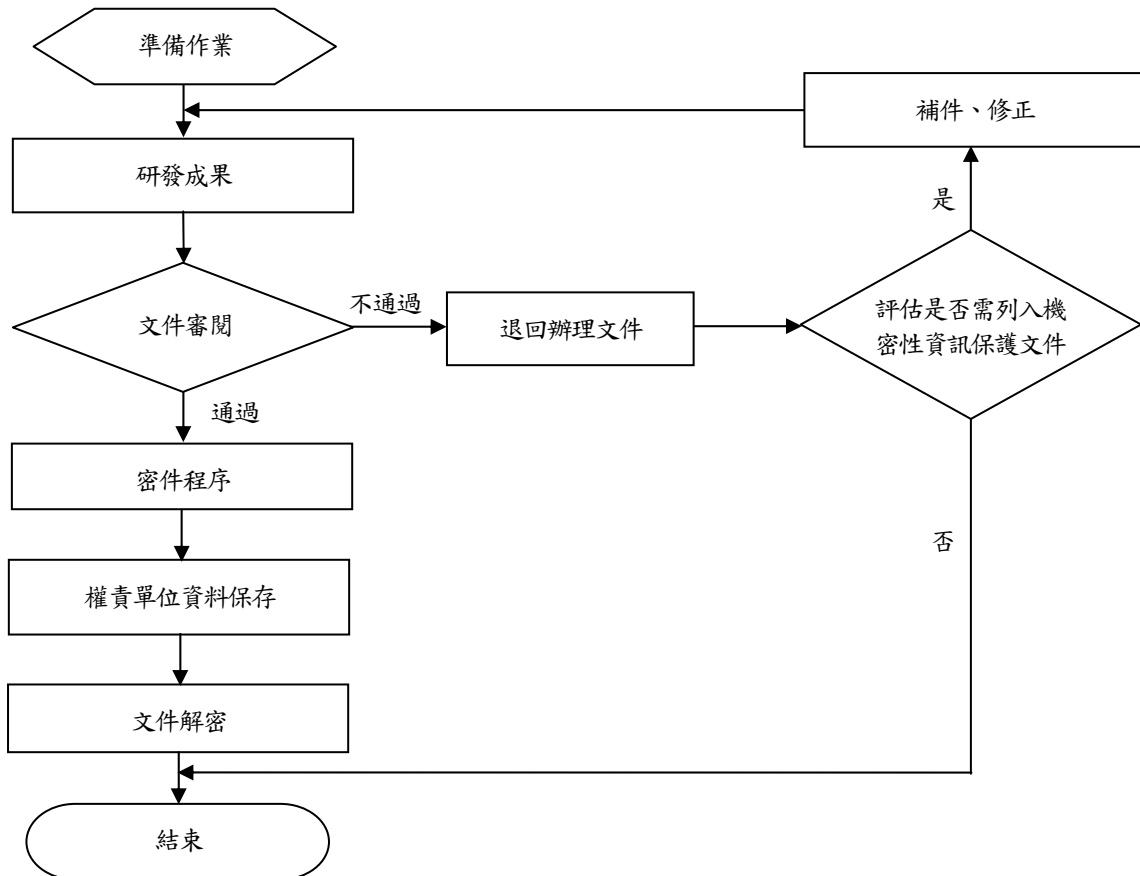 準備作業
補件、修正
研發成果
是
不通過
文件審閱
退回辦理文件
評估是否需列入機
密性資訊保護文件
通過
密件程序
否
權責單位資料保存
文件解密
結束